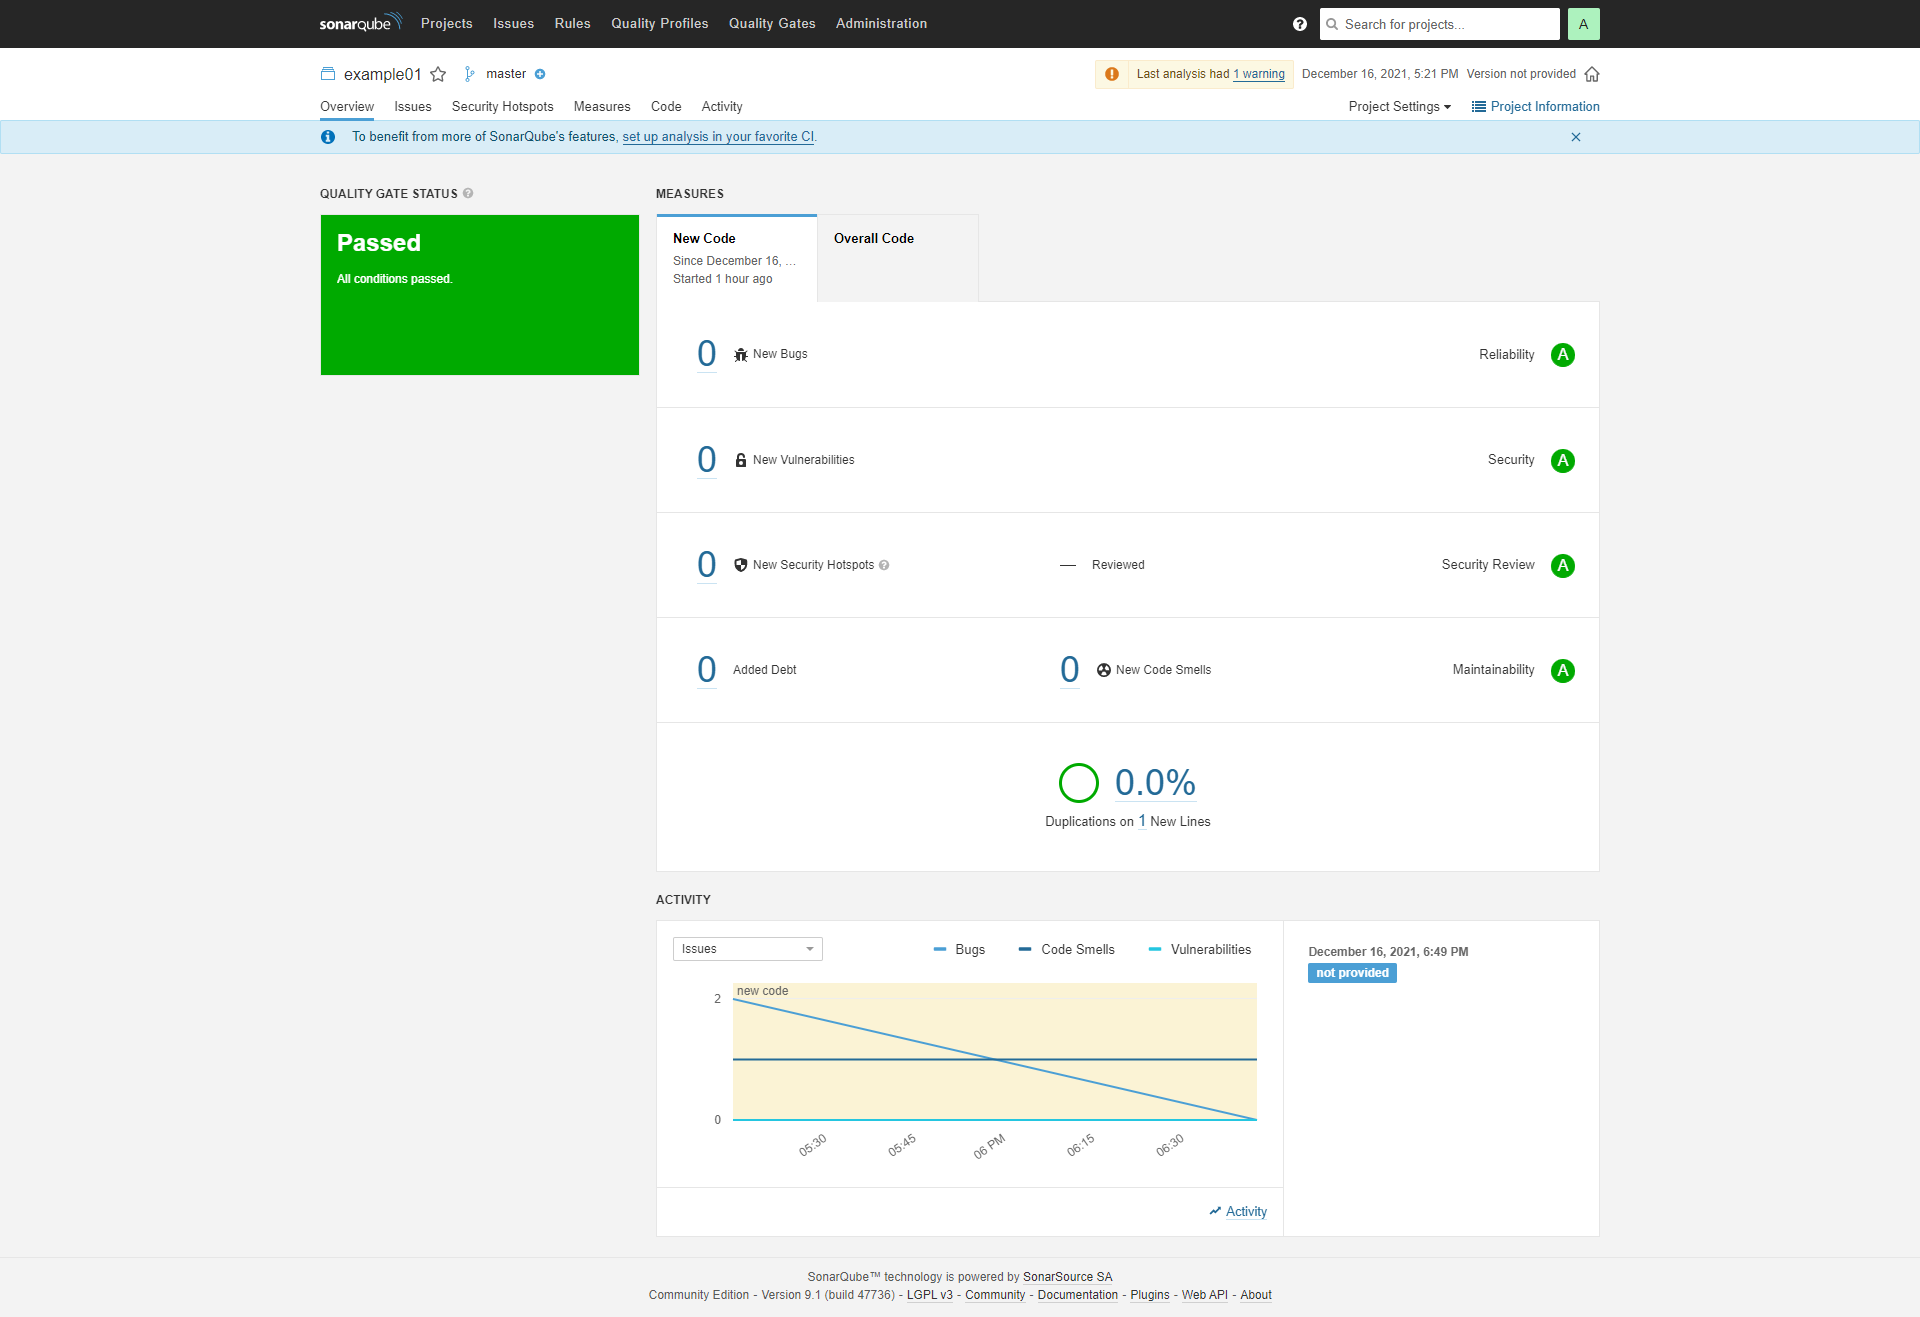 sonarqube Projects Issues Rules Quality Profiles Quality Gates Administration ? Search for projects... A
example01 master Last analysis had 1 warning December 16, 2021, 5:21 PM Version not provided
Overview Issues Security Hotspots Measures Code Activity Project Settings Project Information
To benefit from more of SonarQube's features, set up analysis in your favorite CI.
QUALITY GATE STATUS ?
Passed
All conditions passed.
MEASURES
New Code
Since December 16, ...
Started 1 hour ago
Overall Code
0 New Bugs Reliability A
0 New Vulnerabilities Security A
0 New Security Hotspots ? — Reviewed Security Review A
0 Added Debt 0 New Code Smells Maintainability A
0.0%
Duplications on 1 New Lines
ACTIVITY
Issues Bugs Code Smells Vulnerabilities
new code
2
0
05:30 05:45 06 PM 06:15 06:30
Activity
December 16, 2021, 6:49 PM
not provided
SonarQube™ technology is powered by SonarSource SA
Community Edition - Version 9.1 (build 47736) - LGPL v3 - Community - Documentation - Plugins - Web API - About